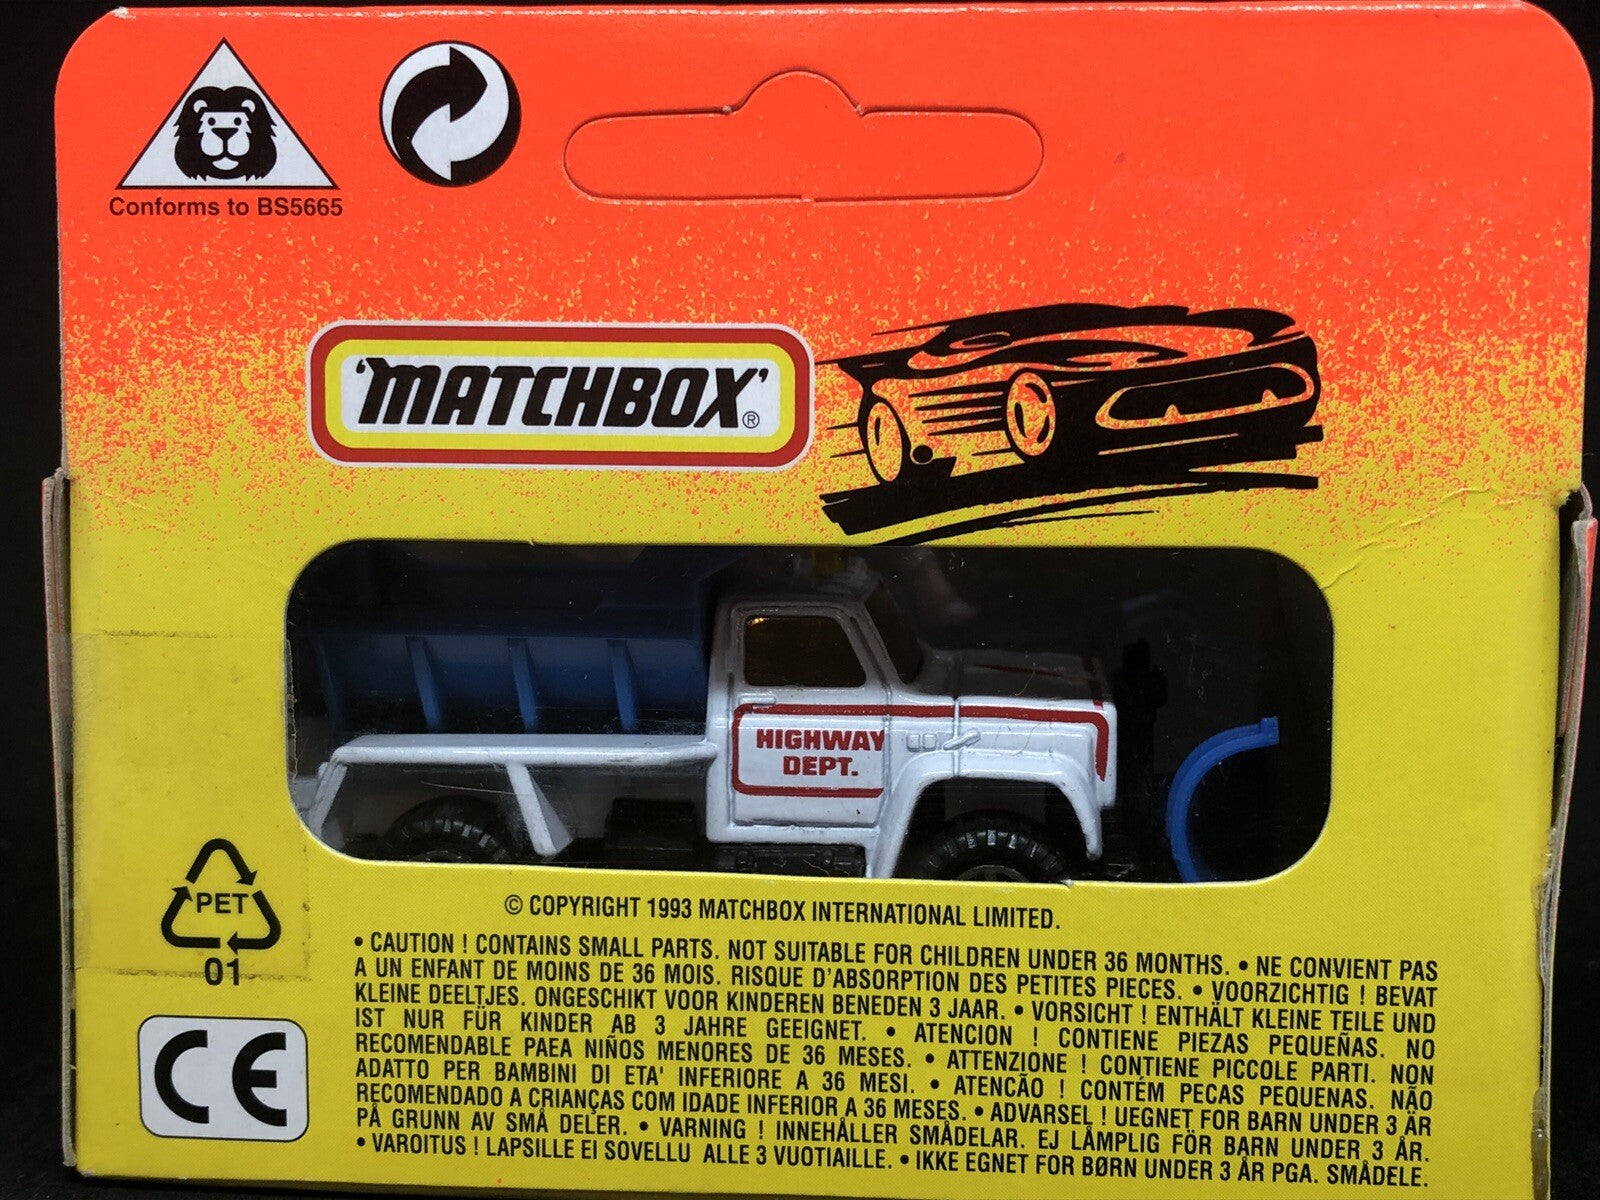 Conforms to BS5665
'MATCHBOX'®
HIGHWAY
DEPT.
PET
01
CE
© COPYRIGHT 1993 MATCHBOX INTERNATIONAL LIMITED.
• CAUTION ! CONTAINS SMALL PARTS. NOT SUITABLE FOR CHILDREN UNDER 36 MONTHS. • NE CONVIENT PAS
A UN ENFANT DE MOINS DE 36 MOIS. RISQUE D'ABSORPTION DES PETITES PIECES. • VOORZICHTIG ! BEVAT
KLEINE DEELTJES. ONGESCHIKT VOOR KINDEREN BENEDEN 3 JAAR. • VORSICHT ! ENTHÄLT KLEINE TEILE UND
IST NUR FÜR KINDER AB 3 JAHRE GEEIGNET. • ATENCION ! CONTIENE PIEZAS PEQUEÑAS. NO
RECOMENDABLE PAEA NIÑOS MENORES DE 36 MESES. • ATTENZIONE ! CONTIENE PICCOLE PARTI. NON
ADATTO PER BAMBINI DI ETA' INFERIORE A 36 MESI. • ATENCÃO ! CONTÉM PECAS PEQUENAS. NÃO
RECOMENDADO A CRIANÇAS COM IDADE INFERIOR A 36 MESES. • ADVARSEL ! UEGNET FOR BARN UNDER 3 ÅR
PÅ GRUNN AV SMÅ DELER. • VARNING ! INNEHÅLLER SMÅDELAR. EJ LÄMPLIG FÖR BARN UNDER 3 ÅR.
• VAROITUS ! LAPSILLE EI SOVELLU ALLE 3 VUOTIAILLE. • IKKE EGNET FOR BØRN UNDER 3 ÅR PGA. SMÅDELE.